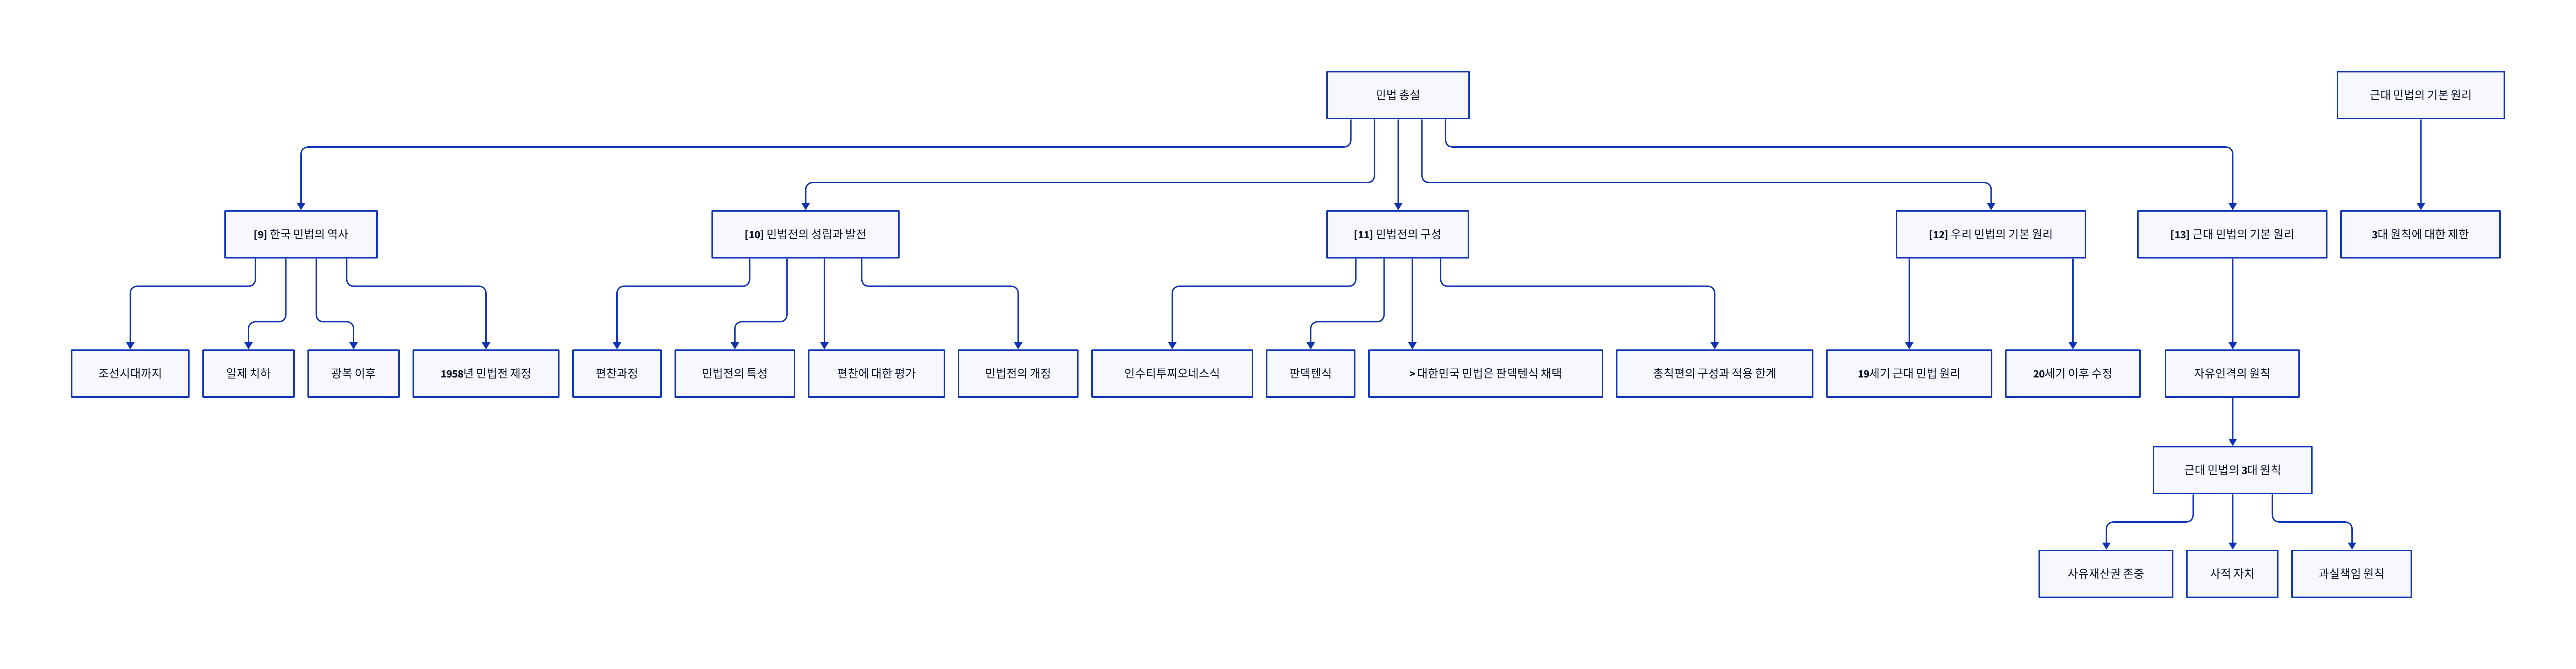 민법 총설
근대 민법의 기본 원리
[9] 한국 민법의 역사
[10] 민법전의 성립과 발전
[11] 민법전의 구성
[12] 우리 민법의 기본 원리
[13] 근대 민법의 기본 원리
3대 원칙에 대한 제한
조선시대까지
일제 치하
광복 이후
1958년 민법전 제정
편찬과정
민법전의 특성
편찬에 대한 평가
민법전의 개정
인수티투찌오네스식
판덱텐식
> 대한민국 민법은 판덱텐식 채택
총칙편의 구성과 적용 한계
19세기 근대 민법 원리
20세기 이후 수정
자유인격의 원칙
근대 민법의 3대 원칙
사유재산권 존중
사적 자치
과실책임 원칙